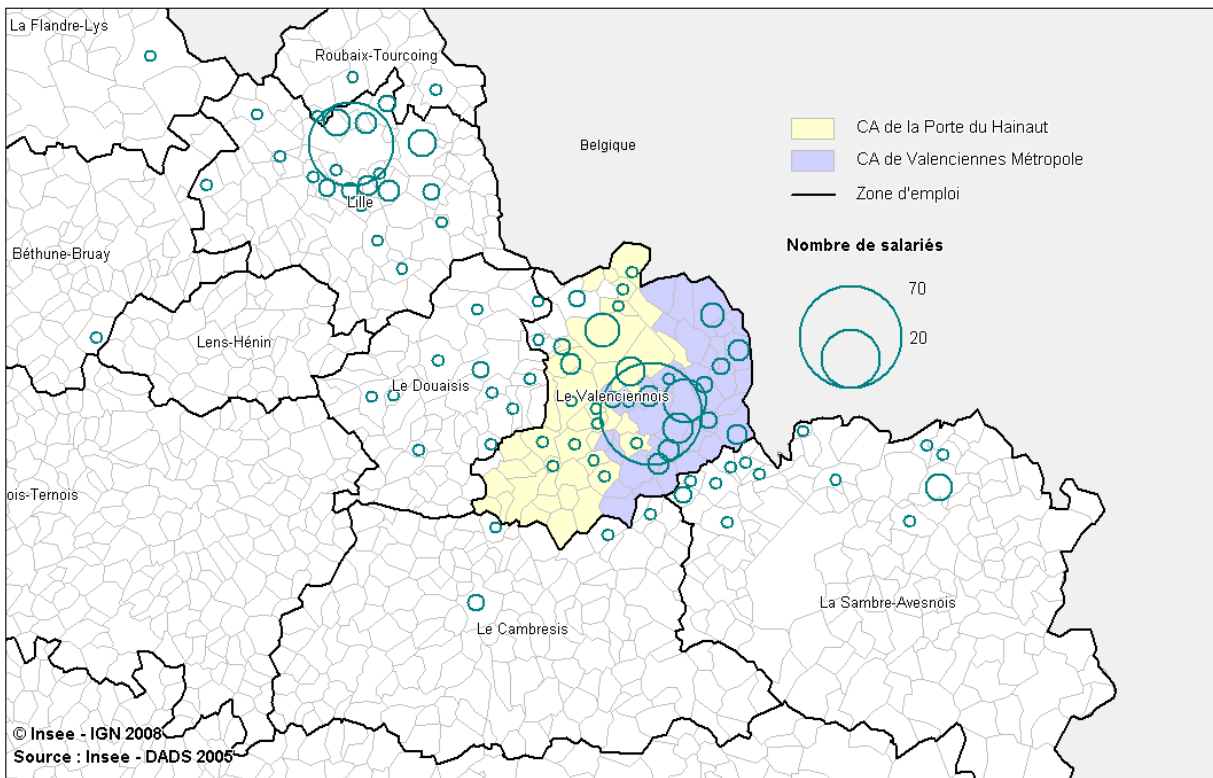 La Flandre-Lys
Roubaix-Tourcoing
CA de la Porte du Hainaut
Belgique
CA de Valenciennes Métropole
Zone d'emploi
Lille
Nombre de salariés
Béthune-Bruay
70
20
Lens-Hénin
Le Douaisis
Le Valenciennois
ois-Ternois
La Sambre-Avesnois
Le Cambresis
© Insee - IGN 2008
Source : Insee - DADS 2005